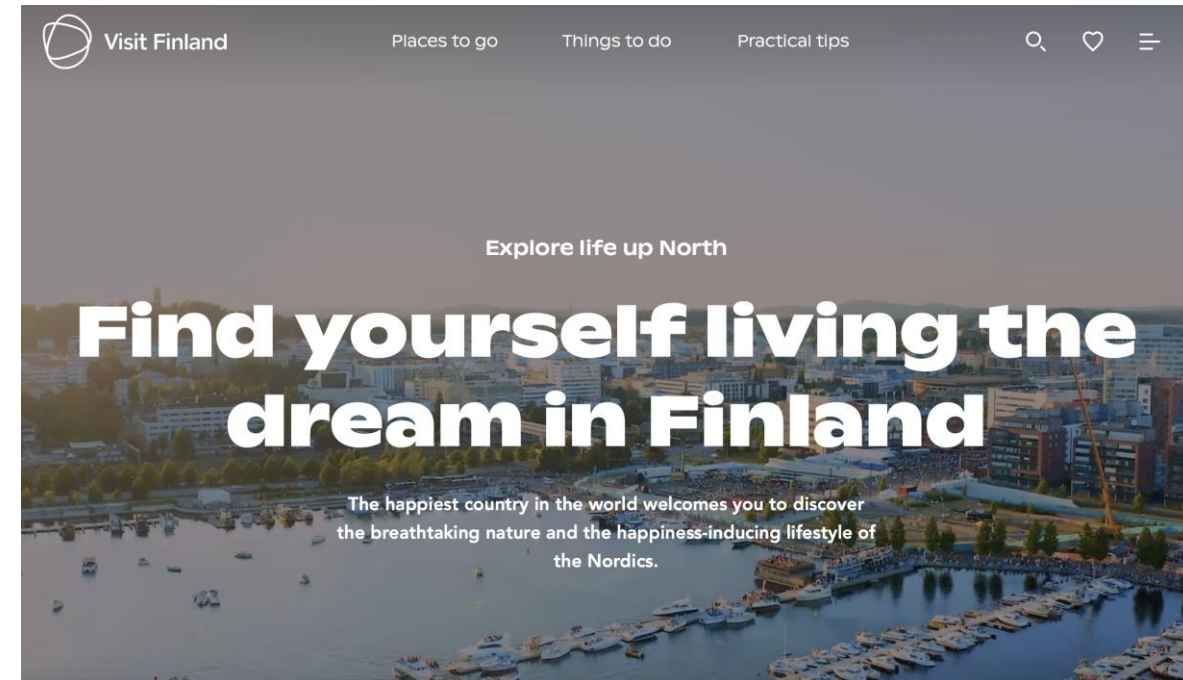 Visit Finland
Places to go
Things to do
Practical tips
Explore life up North
Find yourself living the
dream in Finland
The happiest country in the world welcomes you to discover
the breathtaking nature and the happiness-inducing lifestyle of
the Nordics.